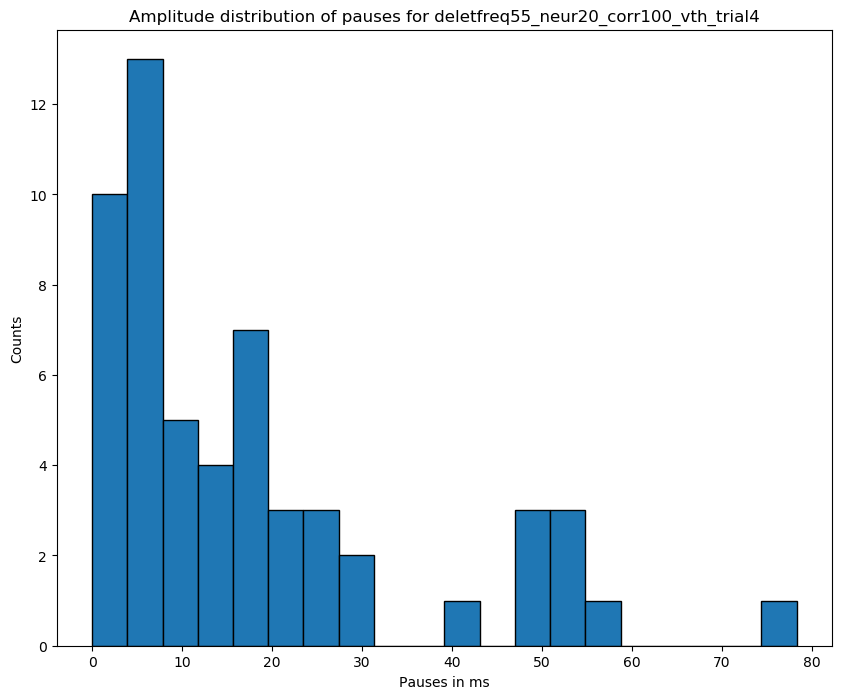 Amplitude distribution of pauses for deletfreq55_neur20_corr100_vth_trial4
12
10
8
6
4
2
0
Counts
0 10 20 30 40 50 60 70 80
Pauses in ms